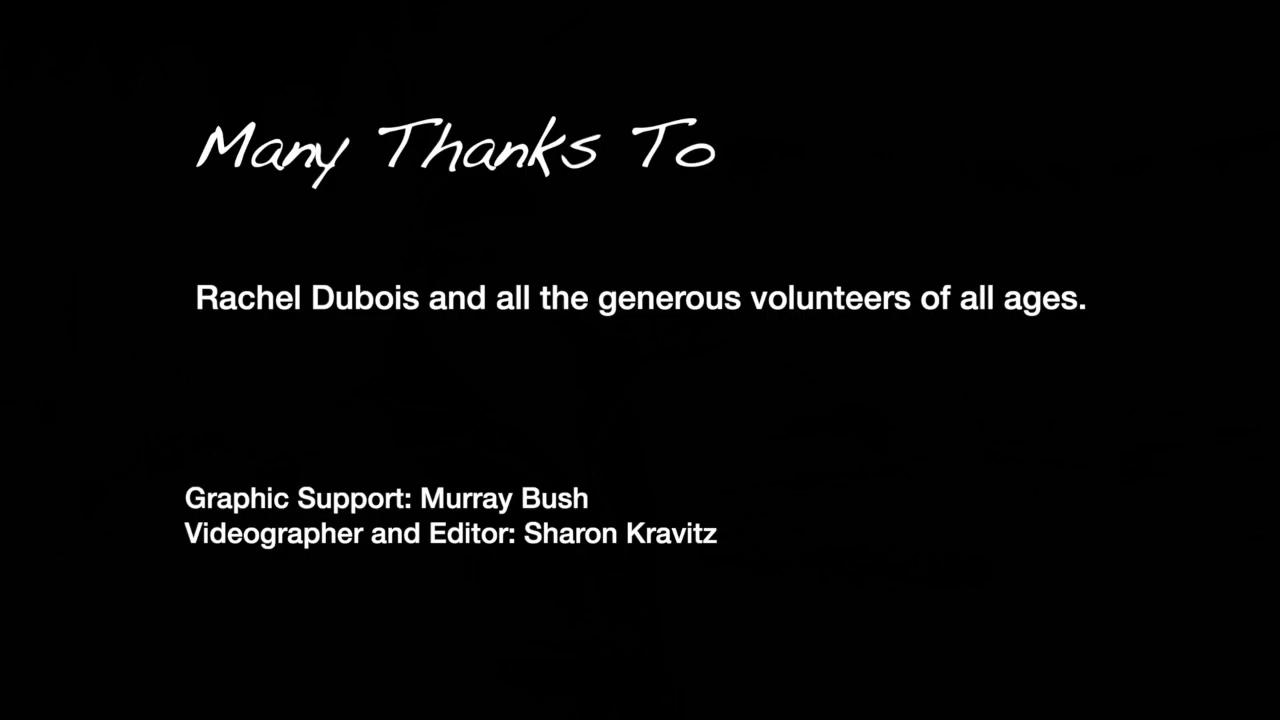 Many Thanks To
Rachel Dubois and all the generous volunteers of all ages.
Graphic Support: Murray Bush
Videographer and Editor: Sharon Kravitz